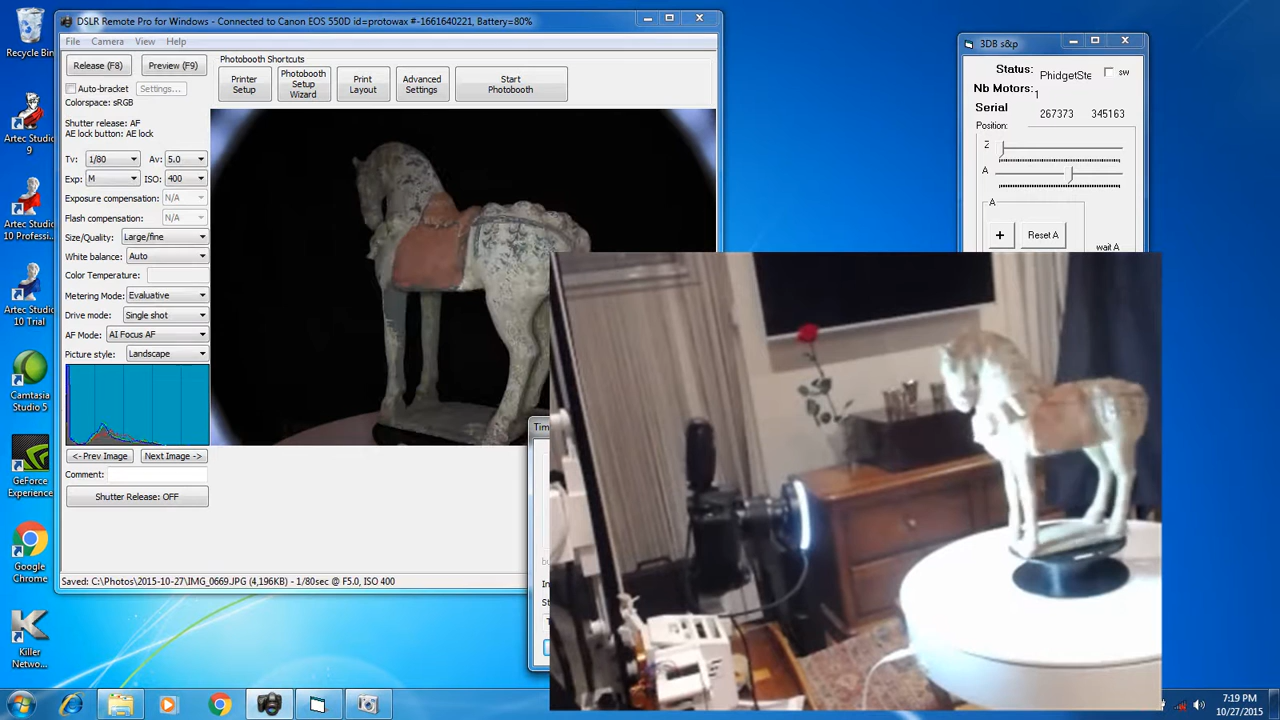 Recycle Bin
Artec Studio
9
Artec Studio
10 Professi...
Artec Studio
10 Trial
Camtasia
Studio 5
GeForce
Experience
Google
Chrome
Killer
Netwo...
DSLR Remote Pro for Windows - Connected to Canon EOS 550D id=protowax #-1661640221, Battery=80%
File Camera View Help
Release (F8) Preview (F9)
Auto-bracket Settings...
Colorspace: sRGB
Shutter release: AF
AE lock button: AE lock
Tv: 1/80 Av: 5.0
Exp: M ISO: 400
Exposure compensation: N/A
Flash compensation: N/A
Size/Quality: Large/fine
White balance: Auto
Color Temperature:
Metering Mode: Evaluative
Drive mode: Single shot
AF Mode: AI Focus AF
Picture style: Landscape
<- Prev Image Next Image ->
Comment:
Shutter Release: OFF
Saved: C:\Photos\2015-10-27\IMG_0669.JPG (4,196KB) - 1/80sec @ F5.0, ISO 400
Photobooth Shortcuts
Printer
Setup
Photobooth
Setup
Wizard
Print
Layout
Advanced
Settings
Start
Photobooth
Tim
In
St
3DB s&p
Status: PhidgetSte sw
Nb Motors: 1
Serial 267373 345163
Position:
Z
A
A
+ Reset A wait A
7:19 PM
10/27/2015